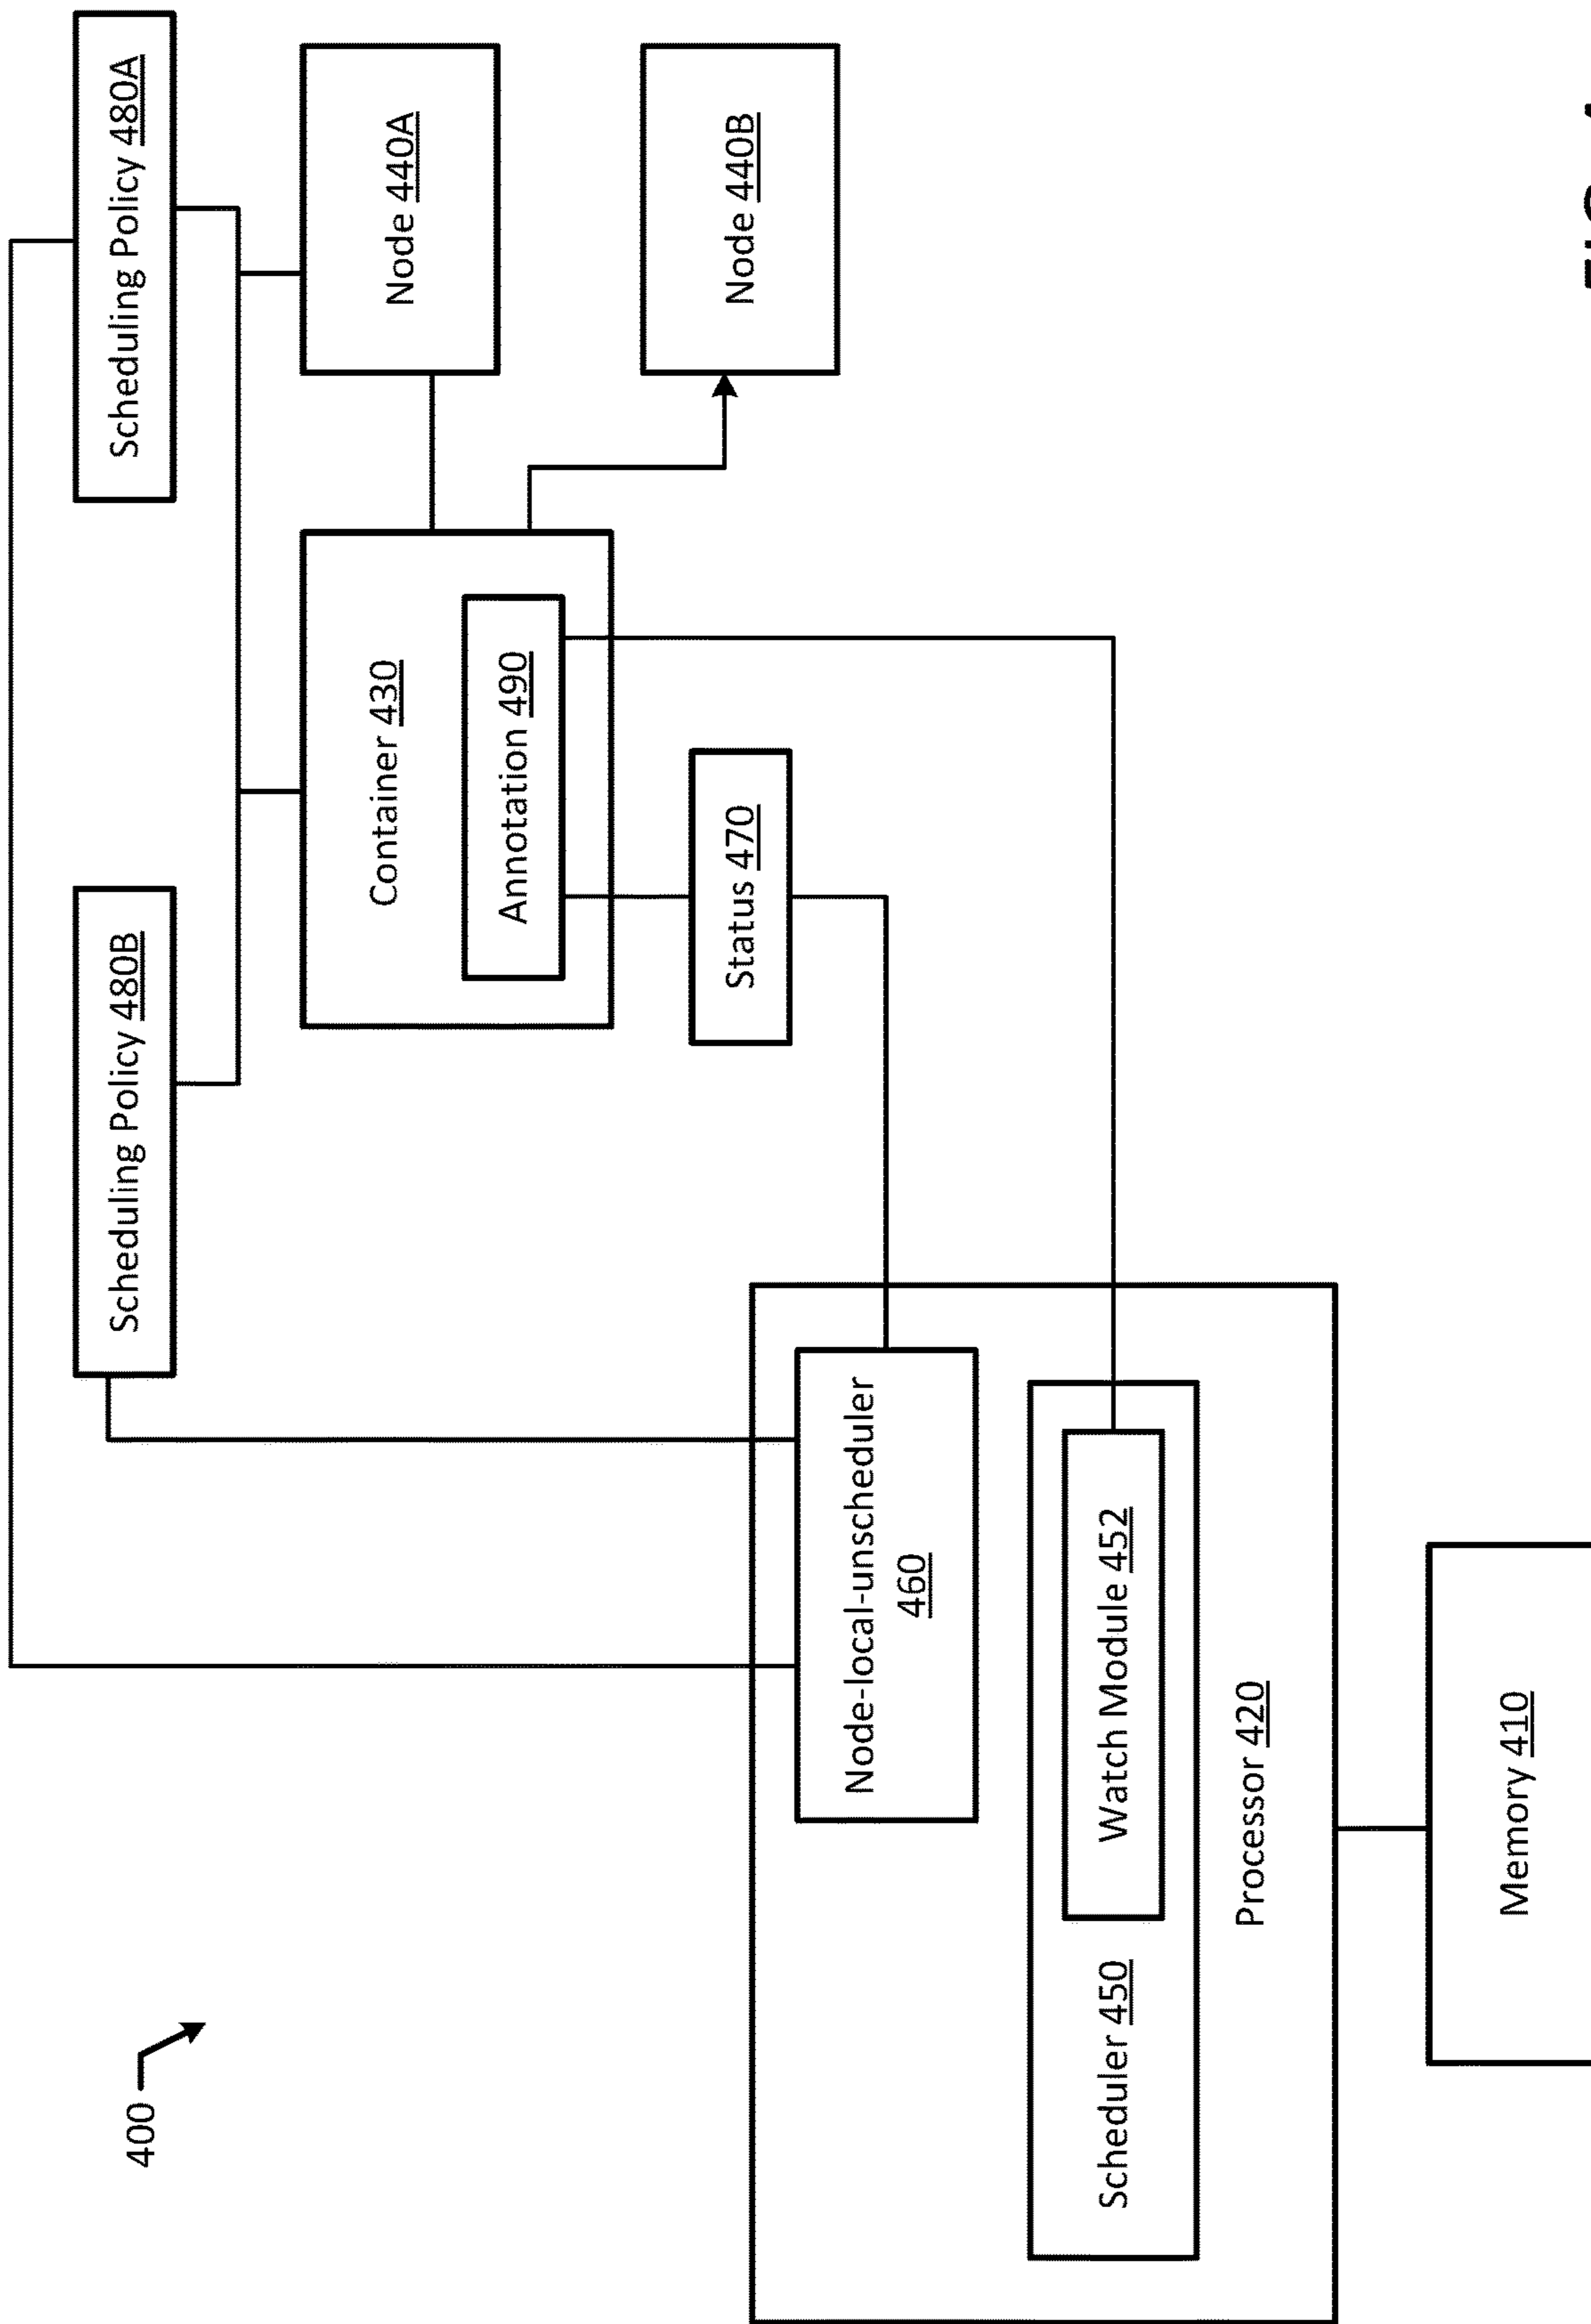 400
Scheduling Policy 480B
Scheduling Policy 480A
Container 430
Annotation 490
Node 440A
Node 440B
Status 470
Node-local-unscheduler
460
Watch Module 452
Scheduler 450
Processor 420
Memory 410